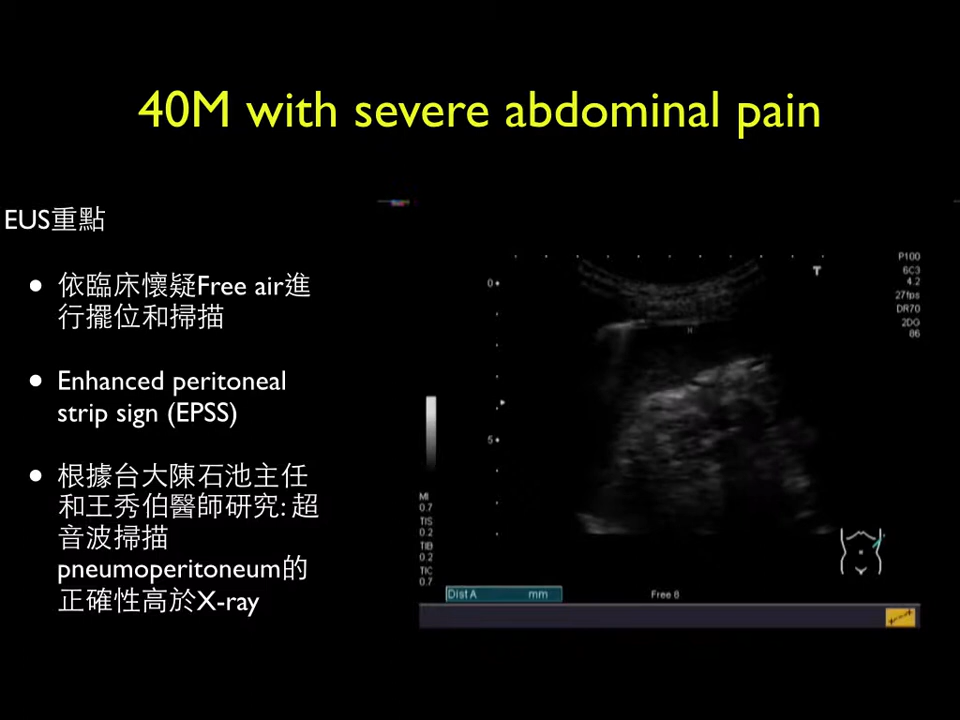 40M with severe abdominal pain
EUS重點
• 依臨床懷疑Free air進
行擺位和掃描
• Enhanced peritoneal
strip sign (EPSS)
• 根據台大陳石池主任
和王秀伯醫師研究: 超
音波掃描
pneumoperitoneum的
正確性高於X-ray
P100
6C3
4.2
27fps
DR70
2DG
86
T
0
5
MI
0.7
TIS
0.2
TIB
0.2
TIC
0.7
Dist A mm
Free 8